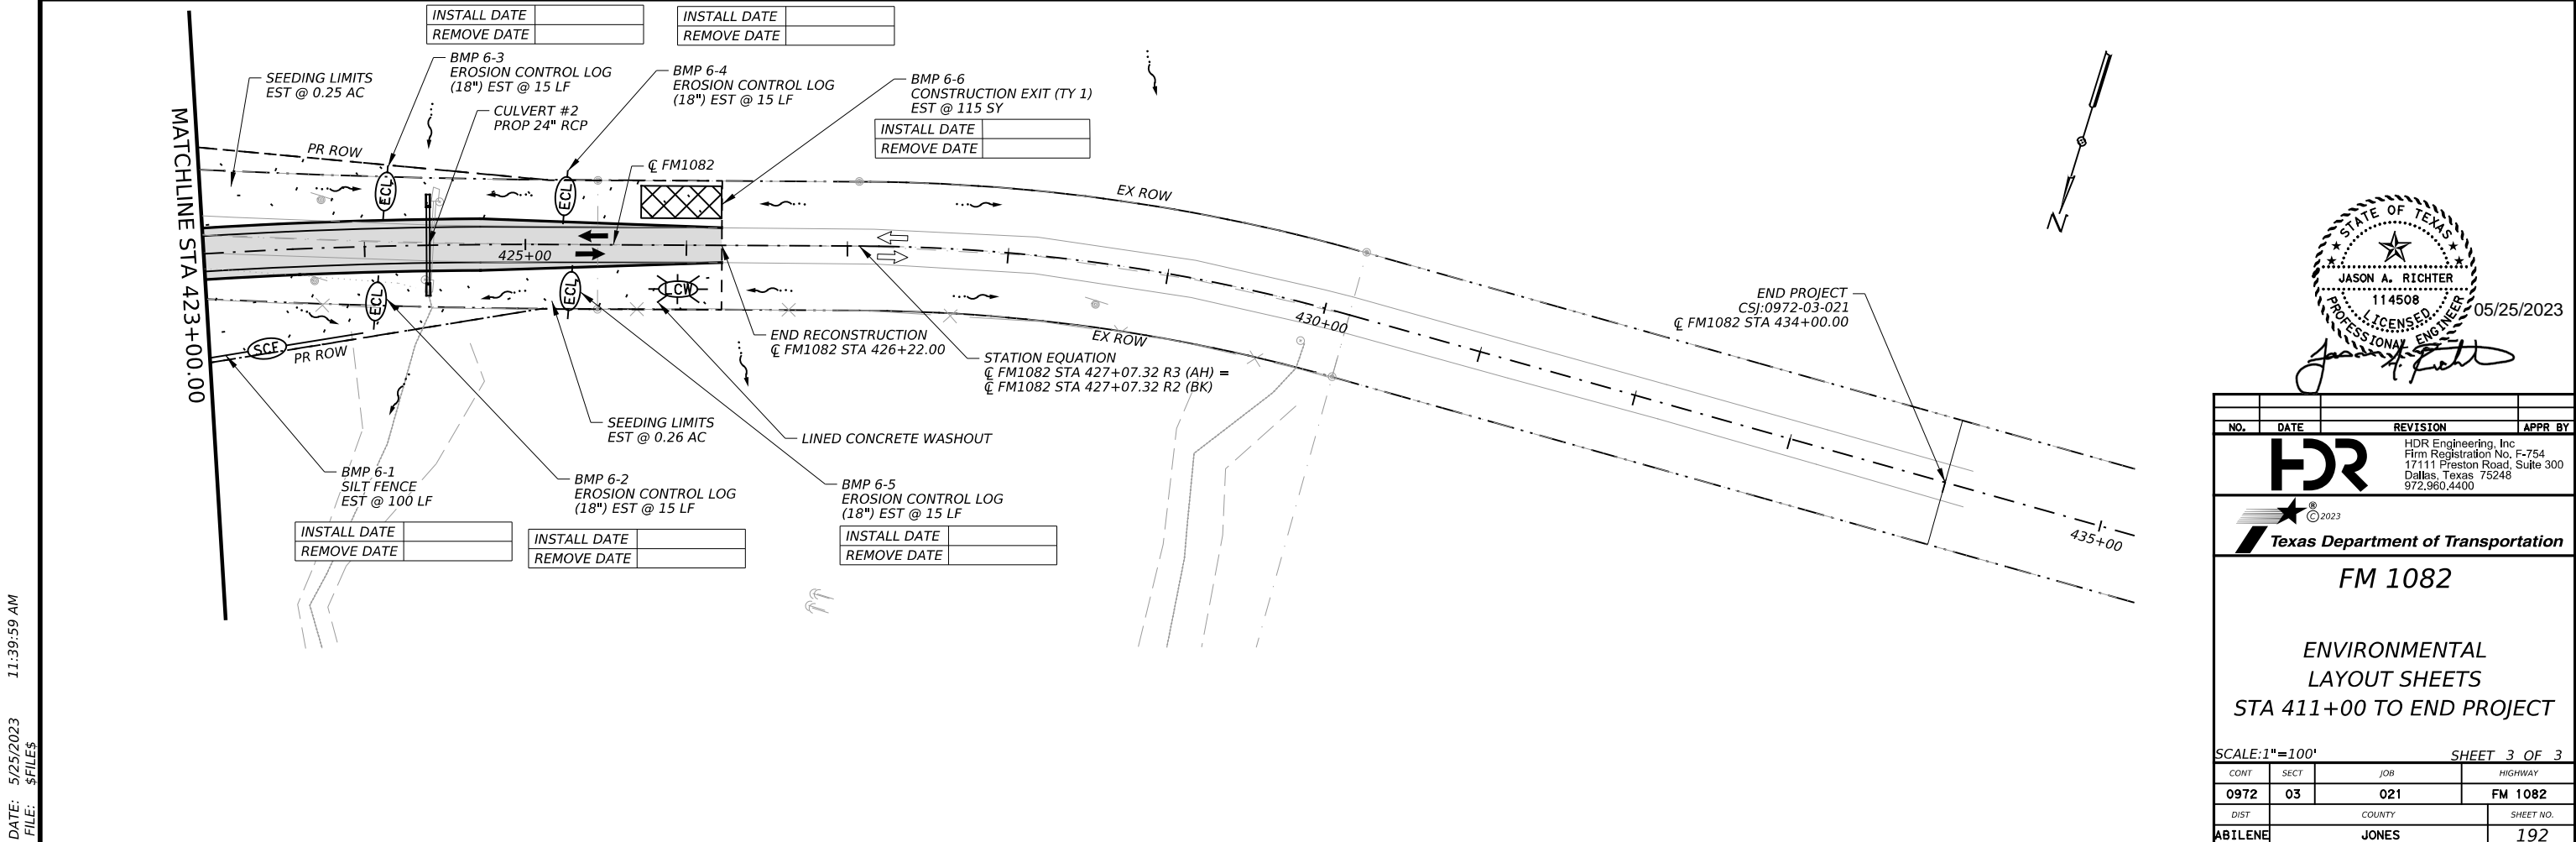 INSTALL DATE
REMOVE DATE
INSTALL DATE
REMOVE DATE
SEEDING LIMITS
EST @ 0.25 AC
BMP 6-3
EROSION CONTROL LOG
(18") EST @ 15 LF
CULVERT #2
PROP 24" RCP
BMP 6-4
EROSION CONTROL LOG
(18") EST @ 15 LF
BMP 6-6
CONSTRUCTION EXIT (TY 1)
EST @ 115 SY
INSTALL DATE
REMOVE DATE
MATCHLINE STA 423+00.00
PR ROW
℄ FM1082
ECL
ECL
EX ROW
N
425+00
ECL
ECL
LCW
SCF
PR ROW
430+00
EX ROW
END RECONSTRUCTION
℄ FM1082 STA 426+22.00
STATION EQUATION
℄ FM1082 STA 427+07.32 R3 (AH) =
℄ FM1082 STA 427+07.32 R2 (BK)
END PROJECT
CSJ:0972-03-021
℄ FM1082 STA 434+00.00
SEEDING LIMITS
EST @ 0.26 AC
LINED CONCRETE WASHOUT
BMP 6-1
SILT FENCE
EST @ 100 LF
INSTALL DATE
REMOVE DATE
BMP 6-2
EROSION CONTROL LOG
(18") EST @ 15 LF
INSTALL DATE
REMOVE DATE
BMP 6-5
EROSION CONTROL LOG
(18") EST @ 15 LF
INSTALL DATE
REMOVE DATE
435+00
STATE OF TEXAS
JASON A. RICHTER
114508
LICENSED
PROFESSIONAL ENGINEER
05/25/2023
Jason A. Richter
NO. DATE REVISION APPR BY
HDR
HDR Engineering, Inc
Firm Registration No. F-754
17111 Preston Road, Suite 300
Dallas, Texas 75248
972.960.4400
® © 2023
Texas Department of Transportation
FM 1082
ENVIRONMENTAL
LAYOUT SHEETS
STA 411+00 TO END PROJECT
SCALE:1"=100' SHEET 3 OF 3
CONT SECT JOB HIGHWAY
0972 03 021 FM 1082
DIST COUNTY SHEET NO.
ABILENE JONES 192
DATE: 5/25/2023 11:39:59 AM
FILE: $FILE$